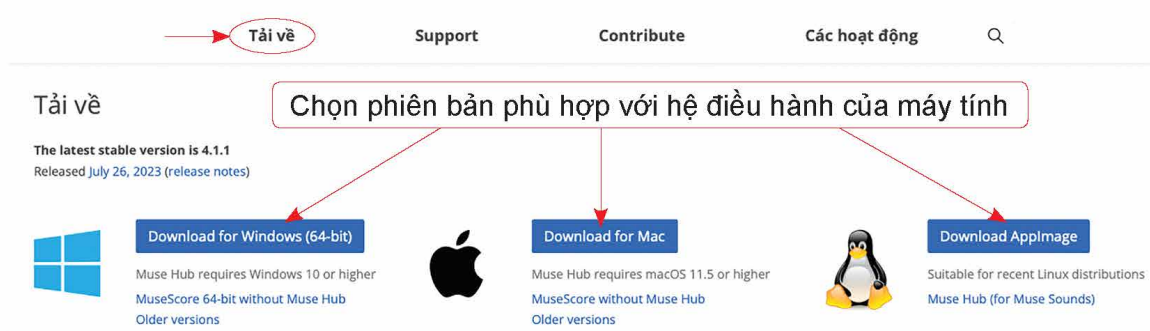 Tải về Support Contribute Các hoạt động
Tải về
Chọn phiên bản phù hợp với hệ điều hành của máy tính
The latest stable version is 4.1.1
Released July 26, 2023 (release notes)
Download for Windows (64-bit)
Muse Hub requires Windows 10 or higher
MuseScore 64-bit without Muse Hub
Older versions
Download for Mac
Muse Hub requires macOS 11.5 or higher
MuseScore without Muse Hub
Older versions
Download AppImage
Suitable for recent Linux distributions
Muse Hub (for Muse Sounds)